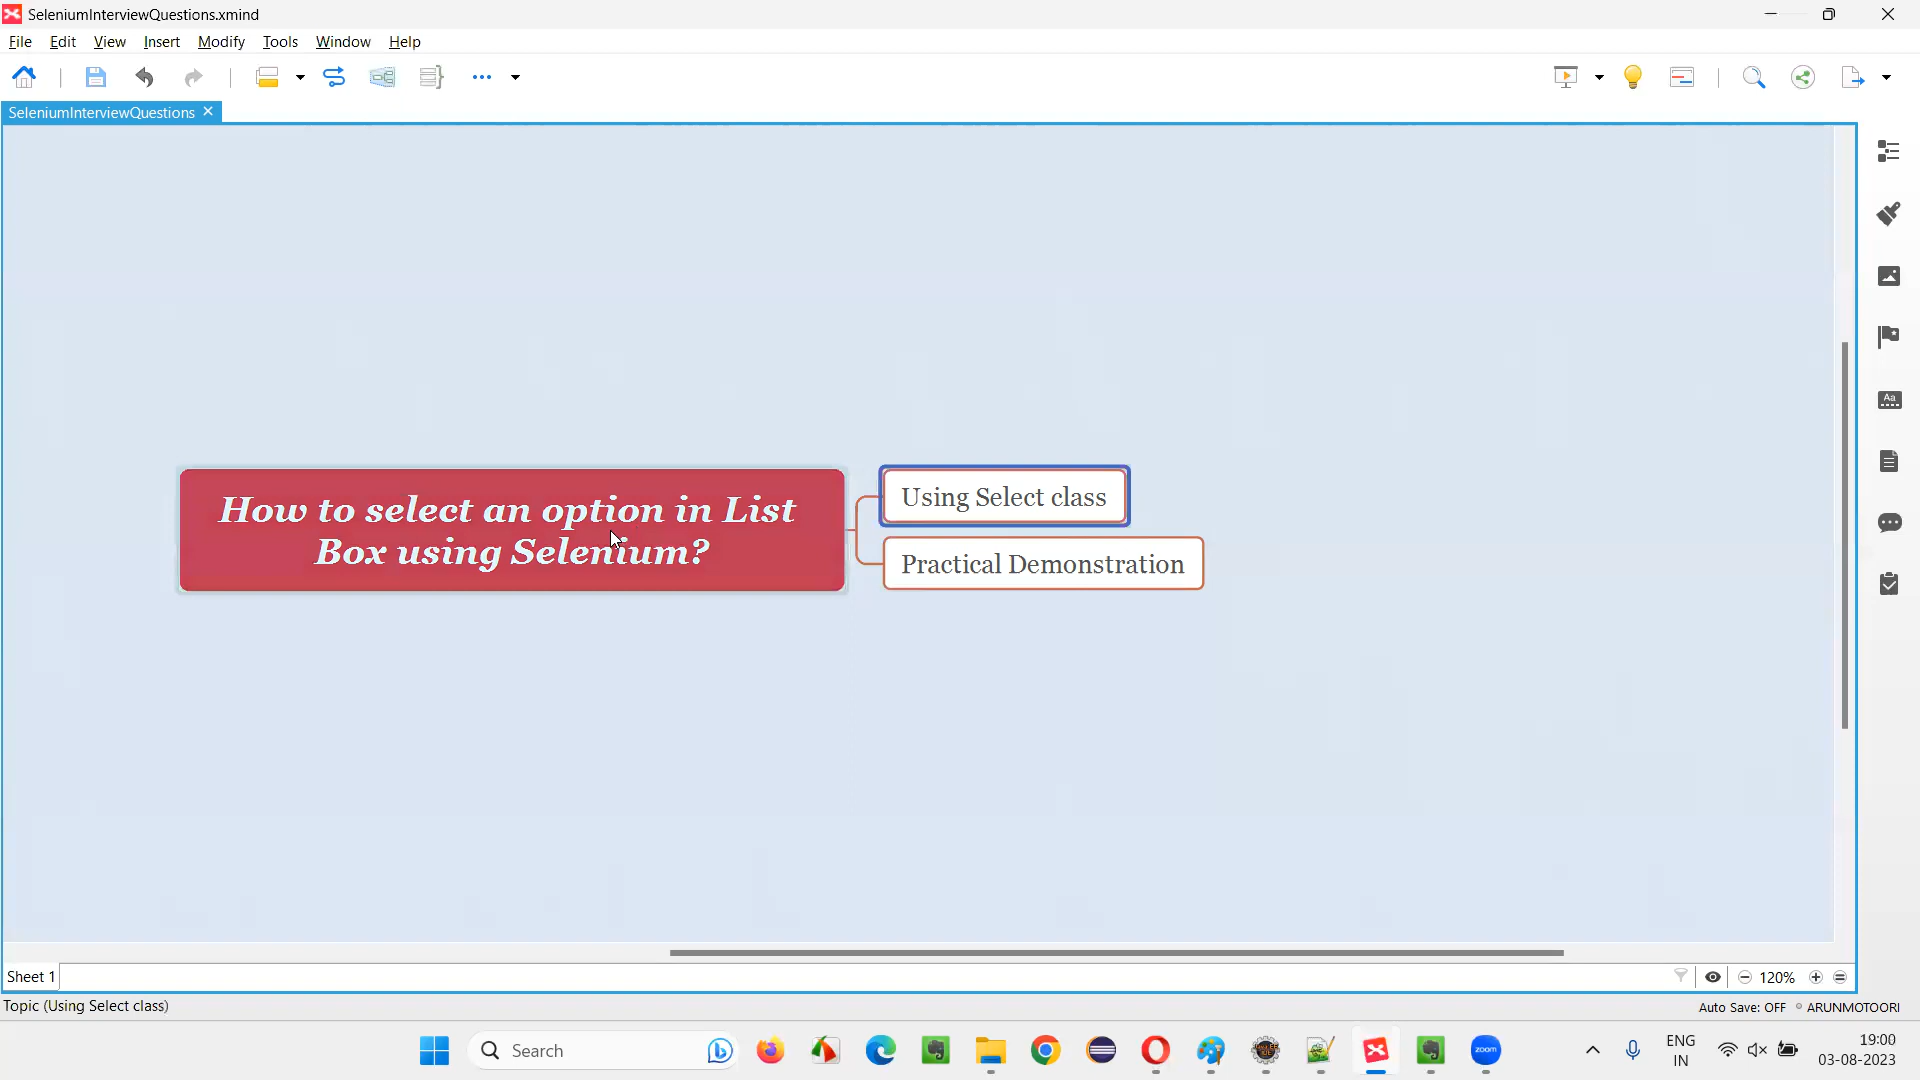 SeleniumInterviewQuestions.xmind
File Edit View Insert Modify Tools Window Help
SeleniumInterviewQuestions
How to select an option in List
Box using Selenium?
Using Select class
Practical Demonstration
Aa
Sheet 1
120%
Topic (Using Select class)
Auto Save: OFF ARUNMOTOORI
Search
zoom
ENG
IN
19:00
03-08-2023